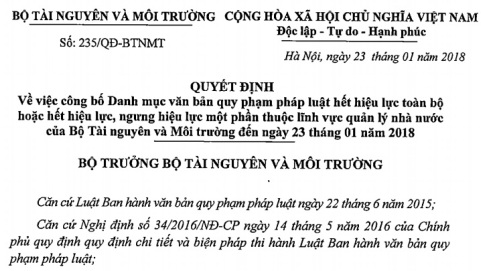 BỘ TÀI NGUYÊN VÀ MÔI TRƯỜNG
CỘNG HÒA XÃ HỘI CHỦ NGHĨA VIỆT NAM
Độc lập - Tự do - Hạnh phúc
Số: 235/QĐ-BTNMT
Hà Nội, ngày 23 tháng 01 năm 2018
QUYẾT ĐỊNH
Về việc công bố Danh mục văn bản quy phạm pháp luật hết hiệu lực toàn bộ
hoặc hết hiệu lực, ngưng hiệu lực một phần thuộc lĩnh vực quản lý nhà nước
của Bộ Tài nguyên và Môi trường đến ngày 23 tháng 01 năm 2018
BỘ TRƯỞNG BỘ TÀI NGUYÊN VÀ MÔI TRƯỜNG
Căn cứ Luật Ban hành văn bản quy phạm pháp luật ngày 22 tháng 6 năm 2015;
Căn cứ Nghị định số 34/2016/NĐ-CP ngày 14 tháng 5 năm 2016 của Chính
phủ quy định quy định chi tiết và biện pháp thi hành Luật Ban hành văn bản quy
phạm pháp luật;